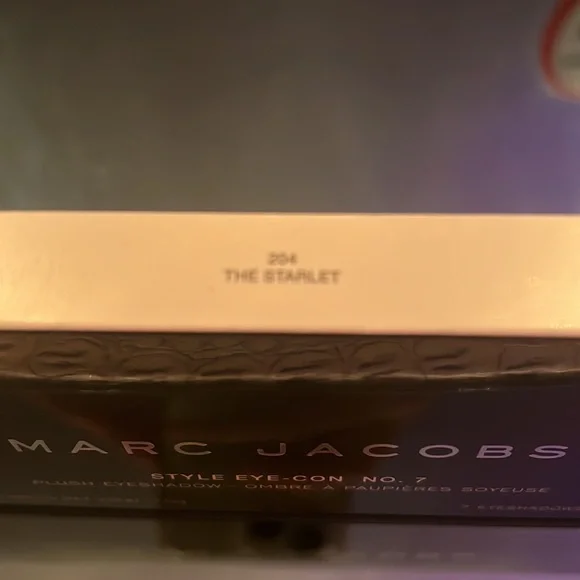 204
THE STARLET
MARC JACOBS
STYLE EYE-CON NO. 7
PLUSH EYESHADOW - OMBRE À PAUPIÈRES SOYEUSE
7 EYESHADOWS